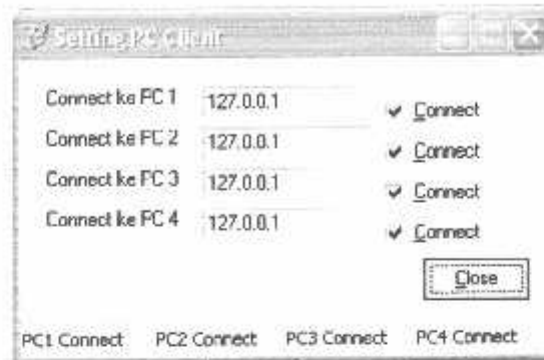 Setting PC Client
Connect ke PC 1 127.0.0.1 Connect
Connect ke PC 2 127.0.0.1 Connect
Connect ke PC 3 127.0.0.1 Connect
Connect ke PC 4 127.0.0.1 Connect
Close
PC1 Connect PC2 Connect PC3 Connect PC4 Connect